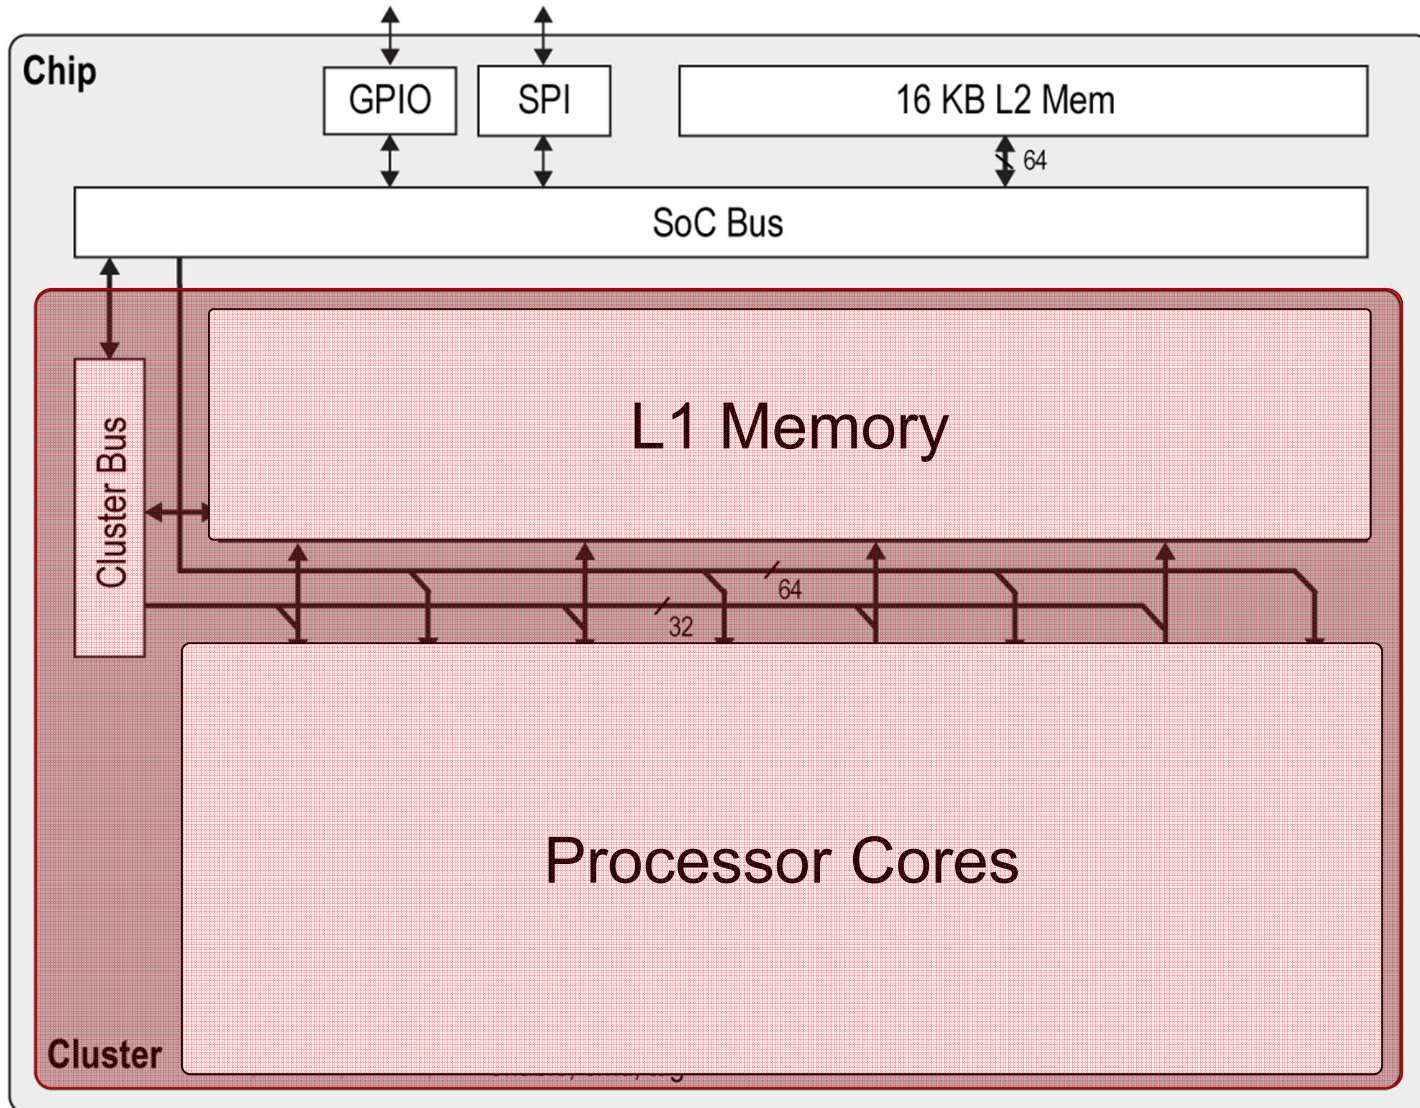 Chip
GPIO
SPI
16 KB L2 Mem
64
SoC Bus
L1 Memory
Cluster Bus
64
32
Processor Cores
Cluster